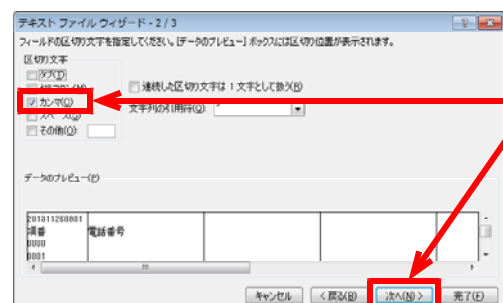 テキスト ファイル ウィザード - 2 / 3
フィールドの区切り文字を指定してください。[データのプレビュー] ボックスには区切り位置が表示されます。
区切り文字
タブ(T)
連続した区切り文字は 1 文字として扱う(R)
カンマ(C)
文字列の引用符(Q):
スペース(S)
その他(O):
データのプレビュー(P)
201311260801
項番 電話番号
0000
0001
キャンセル < 戻る(B) 次へ(N) > 完了(F)